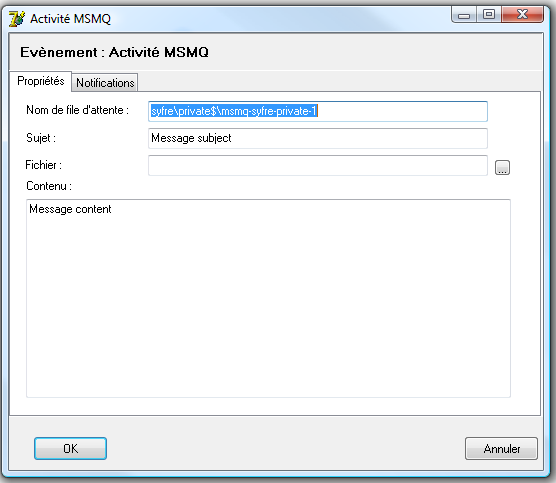 Activité MSMQ
Evènement : Activité MSMQ
Propriétés Notifications
Nom de file d'attente : syfre\private$\msmq-syfre-private-1
Sujet : Message subject
Fichier : ...
Contenu :
Message content
OK Annuler